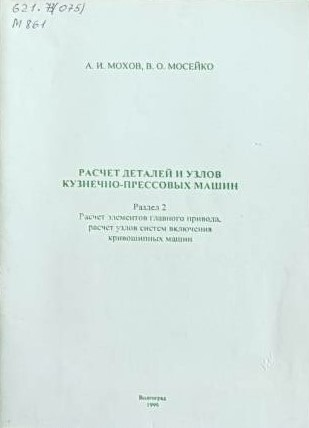 621.7(075)
М 861
А. И. МОХОВ, В. О. МОСЕЙКО
РАСЧЕТ ДЕТАЛЕЙ И УЗЛОВ
КУЗНЕЧНО-ПРЕССОВЫХ МАШИН
Раздел 2
Расчет элементов главного привода,
расчет узлов систем включения
кривошипных машин
Волгоград
1996